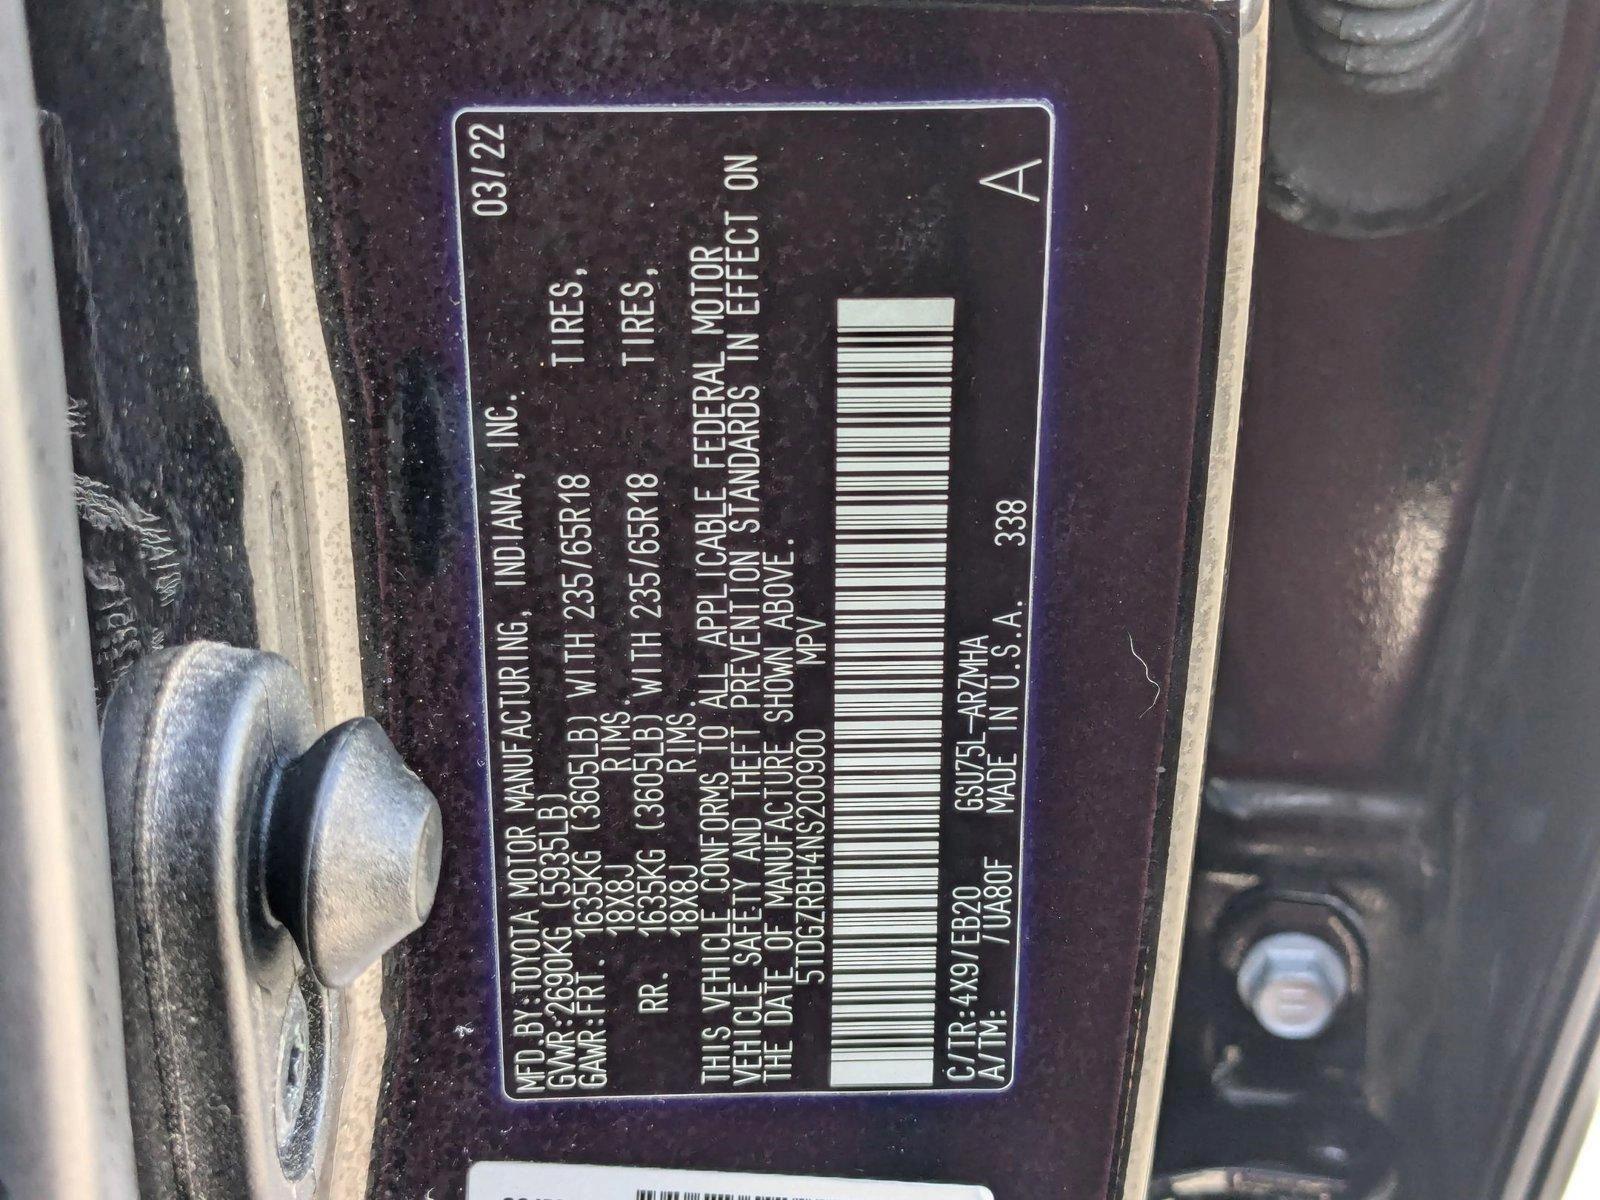 03/22
MFD.BY:TOYOTA MOTOR MANUFACTURING, INDIANA, INC.
GVWR:2690KG (5935LB)
GAWR:FRT. 1635KG (3605LB) WITH 235/65R18 TIRES,
18X8J RIMS.
RR. 1635KG (3605LB) WITH 235/65R18 TIRES,
18X8J RIMS.
THIS VEHICLE CONFORMS TO ALL APPLICABLE FEDERAL MOTOR
VEHICLE SAFETY AND THEFT PREVENTION STANDARDS IN EFFECT ON
THE DATE OF MANUFACTURE SHOWN ABOVE.
5TDGZRBH4NS200900 MPV
C/TR:4X9/EB20 GSU75L-ARZMHA
A/TM: /UA80F MADE IN U.S.A. 338 A